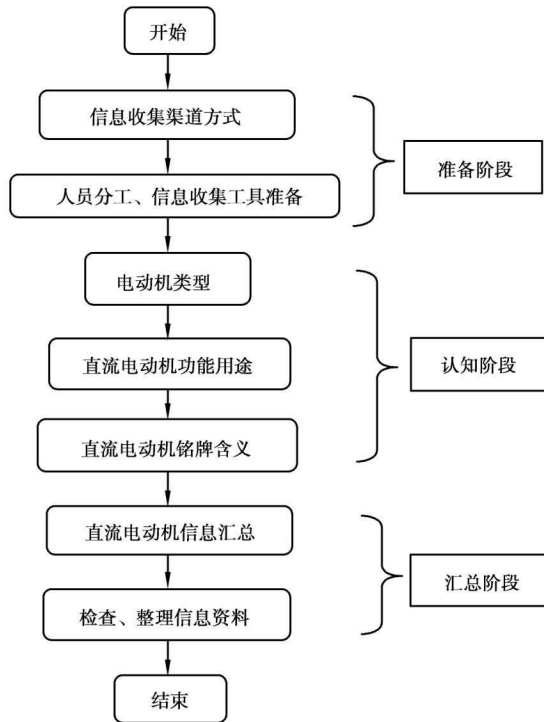 开始
信息收集渠道方式
人员分工、信息收集工具准备
准备阶段
电动机类型
直流电动机功能用途
直流电动机铭牌含义
认知阶段
直流电动机信息汇总
检查、整理信息资料
汇总阶段
结束